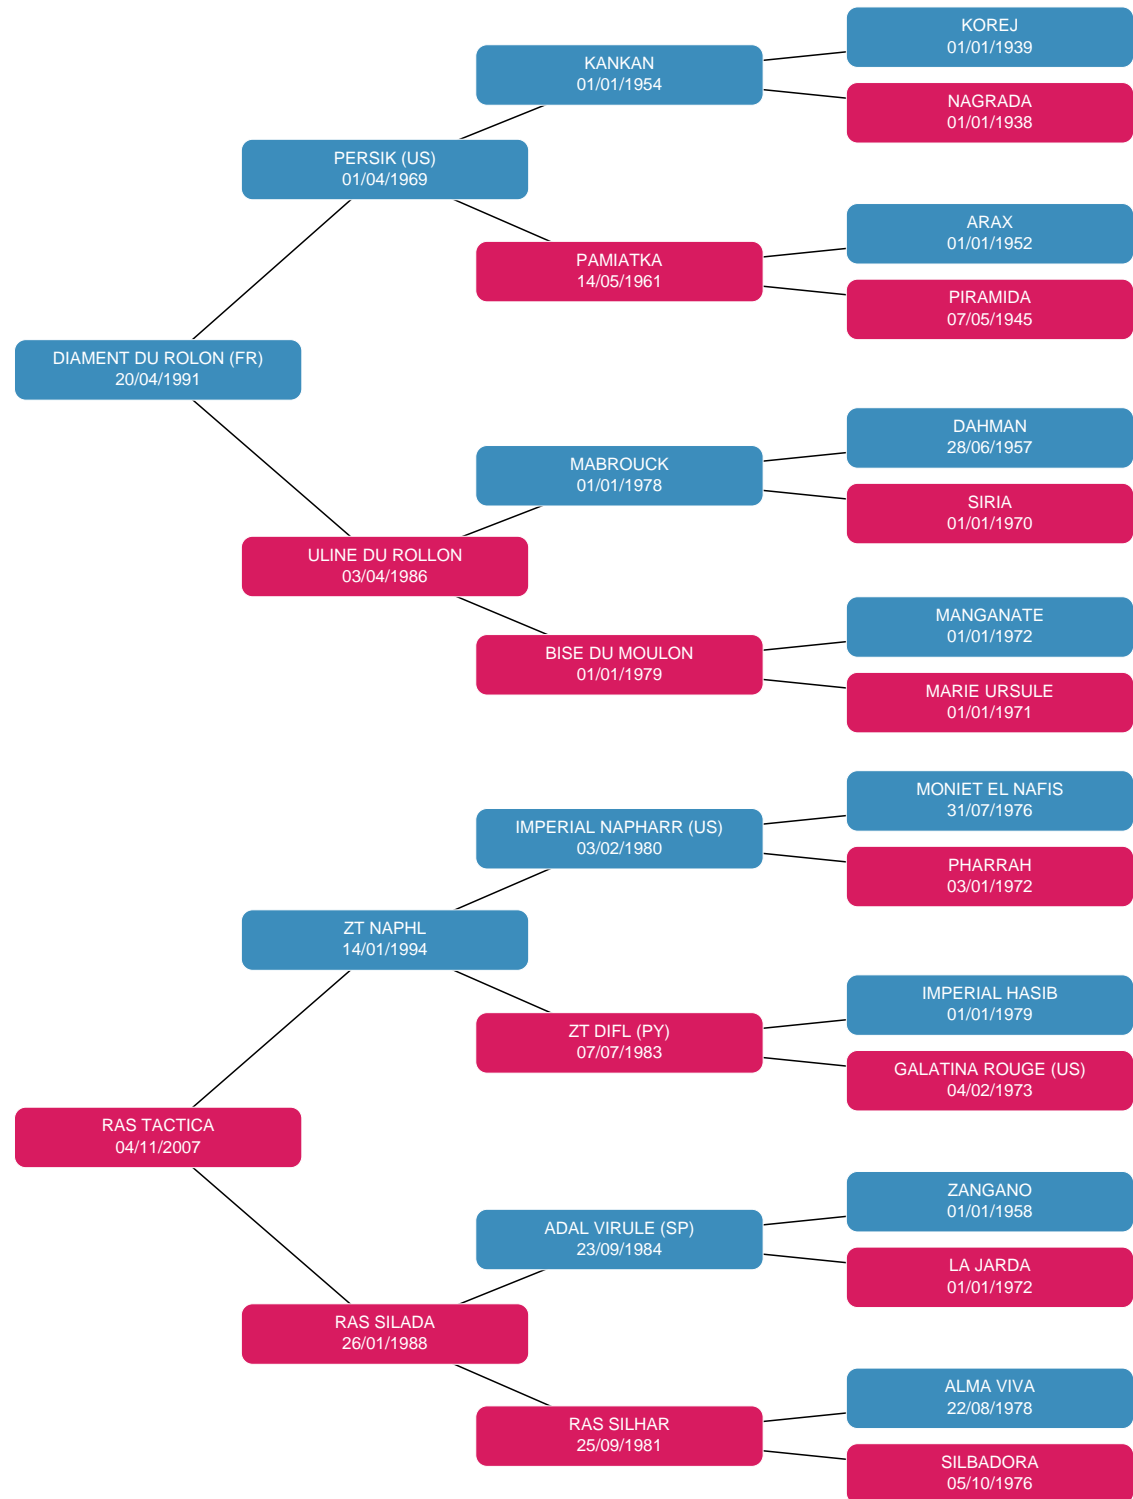 KOREJ
01/01/1939
KANKAN
01/01/1954
NAGRADA
01/01/1938
PERSIK (US)
01/04/1969
ARAX
01/01/1952
PAMIATKA
14/05/1961
PIRAMIDA
07/05/1945
DIAMENT DU ROLON (FR)
20/04/1991
DAHMAN
28/06/1957
MABROUCK
01/01/1978
SIRIA
01/01/1970
ULINE DU ROLLON
03/04/1986
MANGANATE
01/01/1972
BISE DU MOULON
01/01/1979
MARIE URSULE
01/01/1971
MONIET EL NAFIS
31/07/1976
IMPERIAL NAPHARR (US)
03/02/1980
PHARRAH
03/01/1972
ZT NAPHL
14/01/1994
IMPERIAL HASIB
01/01/1979
ZT DIFL (PY)
07/07/1983
GALATINA ROUGE (US)
04/02/1973
RAS TACTICA
04/11/2007
ZANGANO
01/01/1958
ADAL VIRULE (SP)
23/09/1984
LA JARDA
01/01/1972
RAS SILADA
26/01/1988
ALMA VIVA
22/08/1978
RAS SILHAR
25/09/1981
SILBADORA
05/10/1976